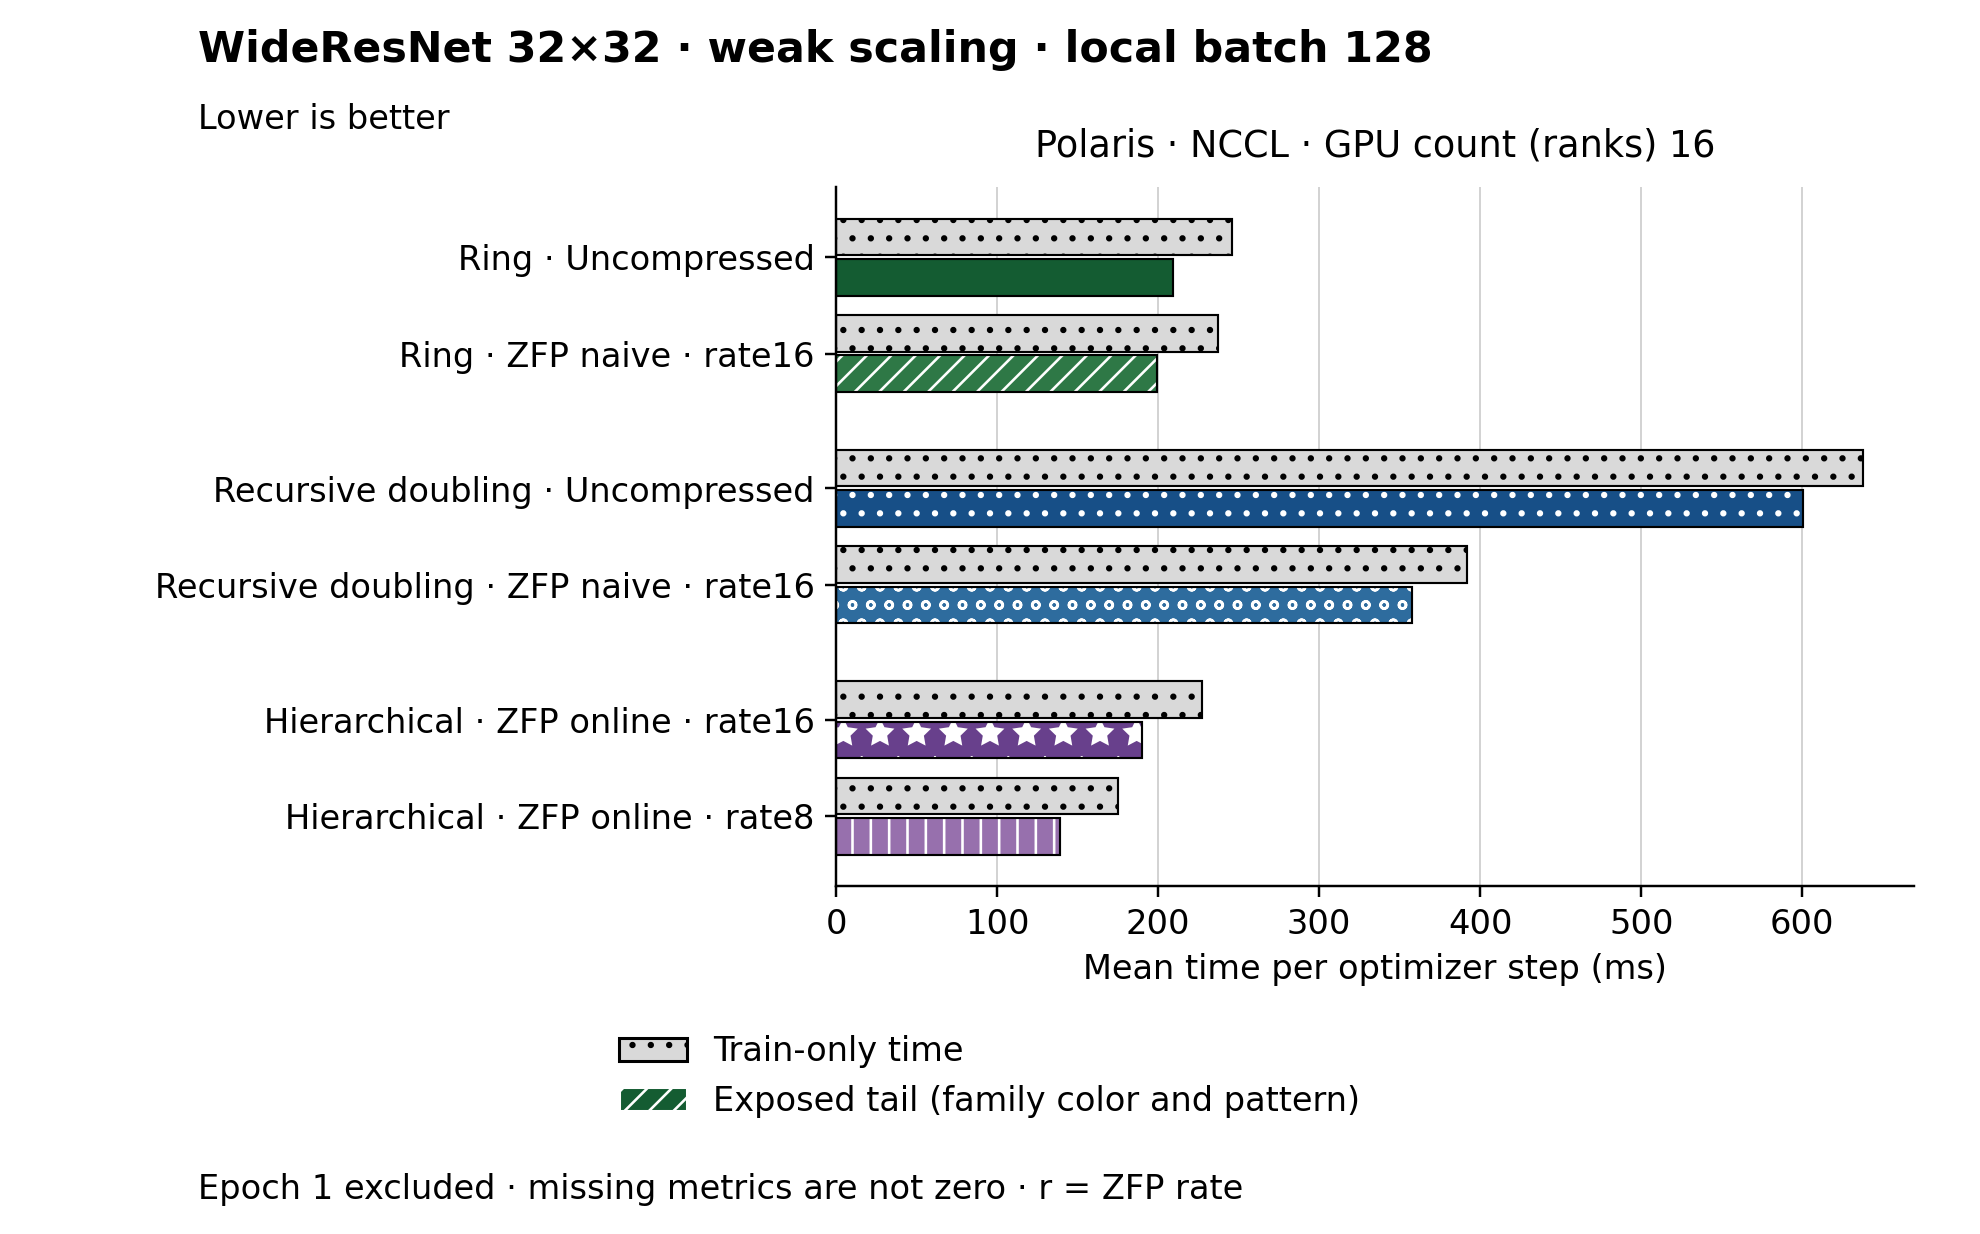 WideResNet 32×32 · weak scaling · local batch 128
Lower is better
Polaris · NCCL · GPU count (ranks) 16
Ring · Uncompressed
Ring · ZFP naive · rate16
Recursive doubling · Uncompressed
Recursive doubling · ZFP naive · rate16
Hierarchical · ZFP online · rate16
Hierarchical · ZFP online · rate8
0 100 200 300 400 500 600
Mean time per optimizer step (ms)
Train-only time
Exposed tail (family color and pattern)
Epoch 1 excluded · missing metrics are not zero · r = ZFP rate